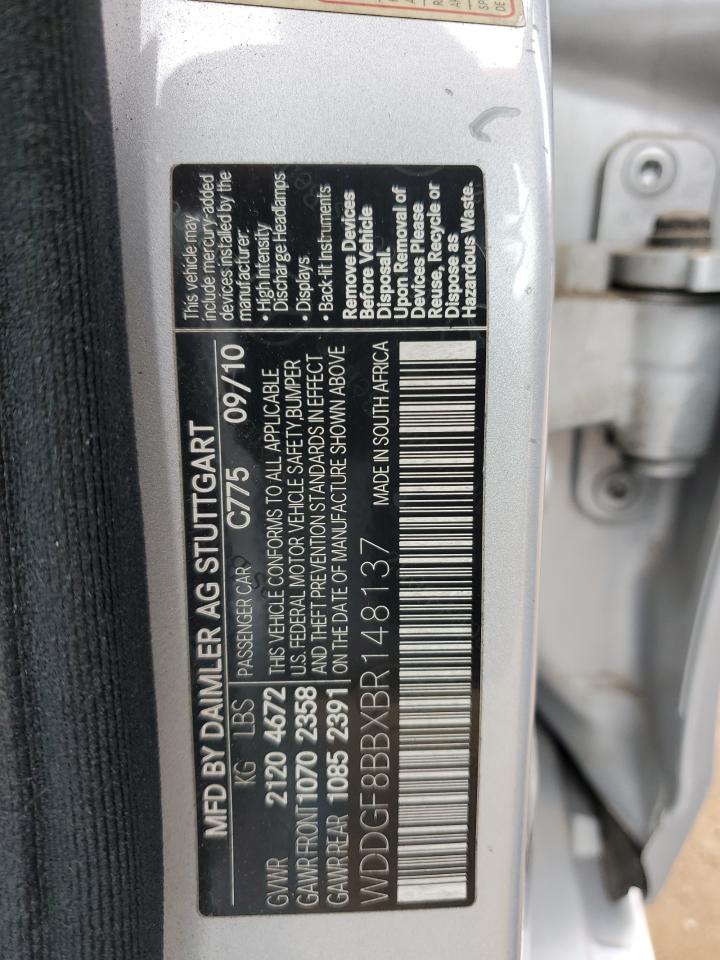 MFD BY DAIMLER AG STUTTGART
KG LBS PASSENGER CAR C775 09/10
GVWR 2120 4672
GAWR FRONT 1070 2358
GAWR REAR 1085 2391
THIS VEHICLE CONFORMS TO ALL APPLICABLE
U.S. FEDERAL MOTOR VEHICLE SAFETY, BUMPER
AND THEFT PREVENTION STANDARDS IN EFFECT
ON THE DATE OF MANUFACTURE SHOWN ABOVE
WDDGF8BBXBR148137 MADE IN SOUTH AFRICA
This vehicle may
include mercury-added
devices installed by the
manufacturer:
• High Intensity
Discharge Headlamps
• Displays
• Back-lit Instruments
Remove Devices
Before Vehicle
Disposal.
Upon Removal of
Devices Please
Reuse, Recycle or
Dispose as
Hazardous Waste.